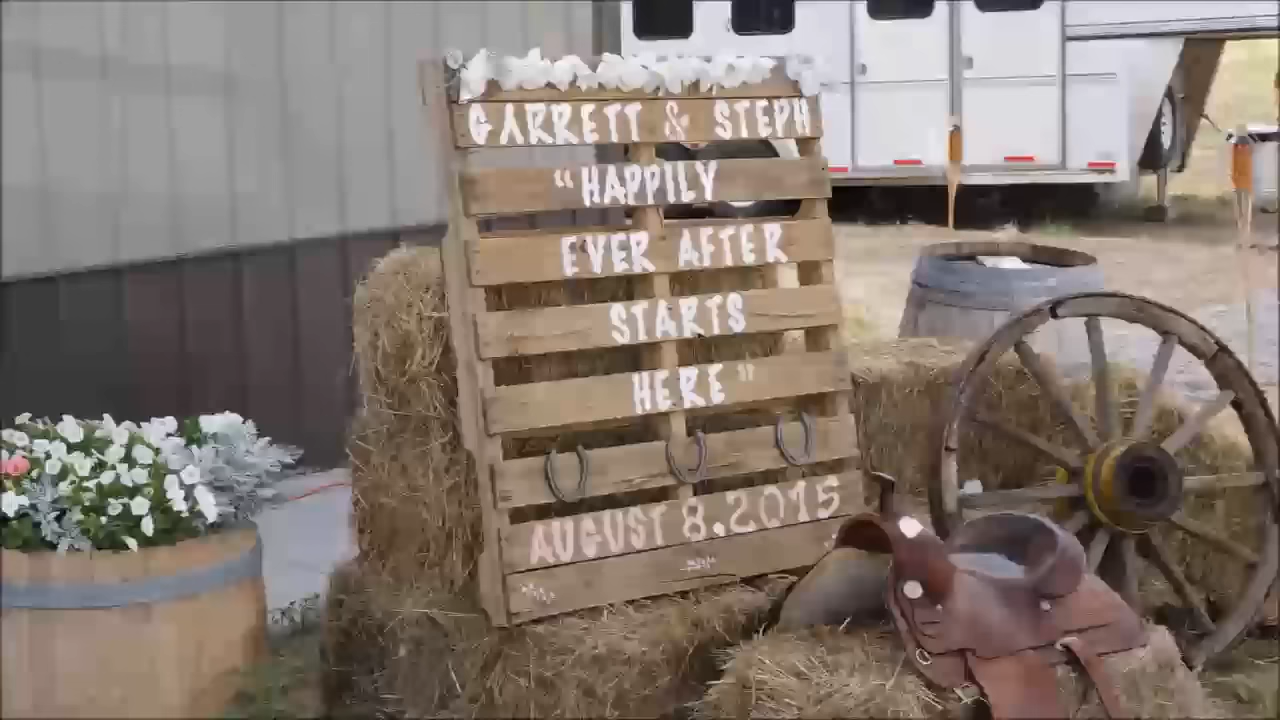 GARRETT & STEPH
"HAPPILY
EVER AFTER
STARTS
HERE"
AUGUST 8.2015